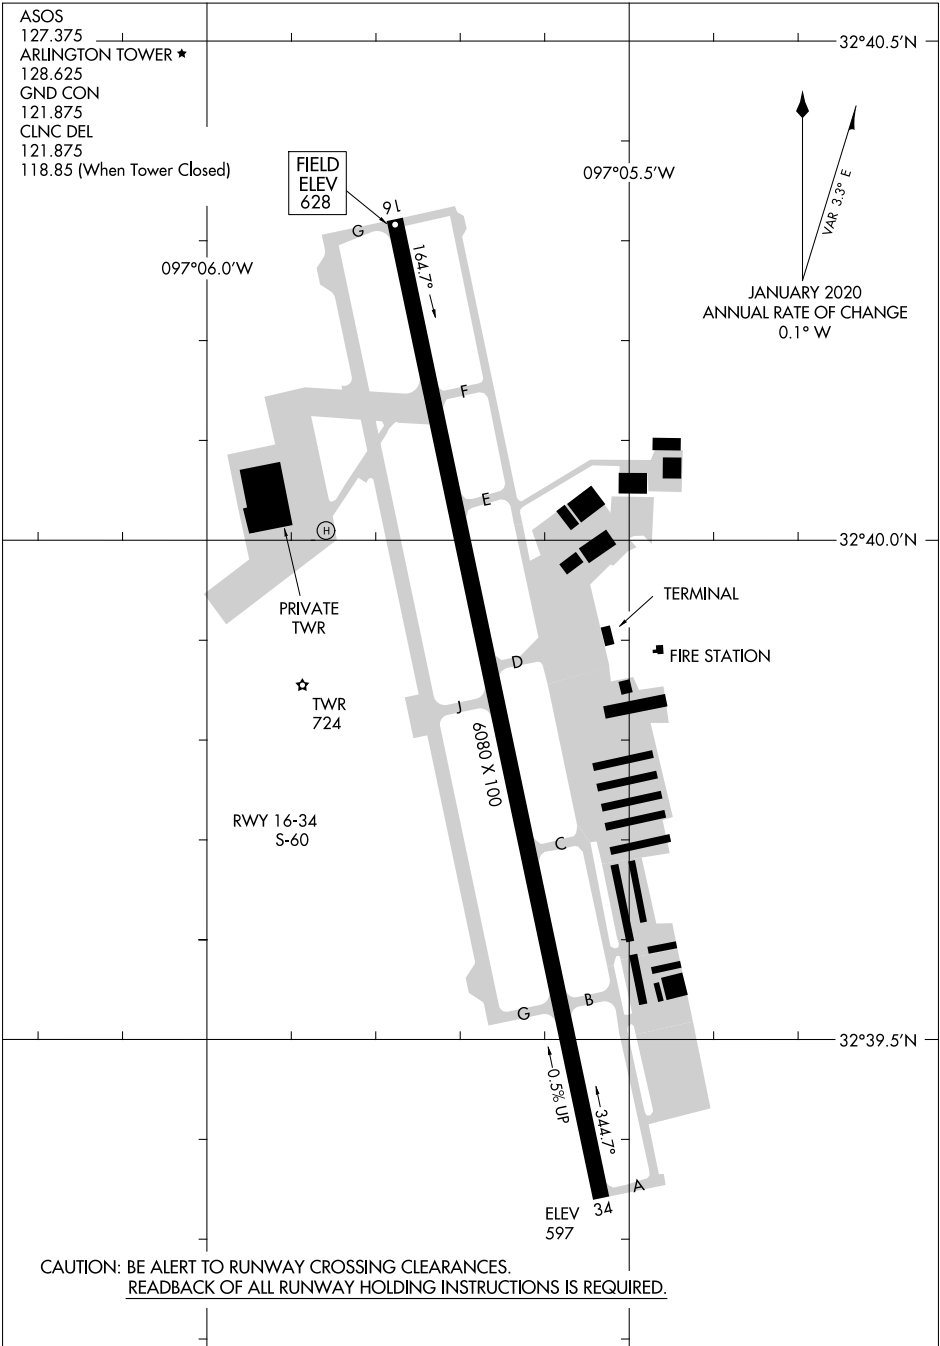 ASOS
127.375
ARLINGTON TOWER ★
128.625
GND CON
121.875
CLNC DEL
121.875
118.85 (When Tower Closed)
32°40.5'N
FIELD
ELEV
628
097°05.5'W
VAR 3.3° E
16
G
097°06.0'W
164.7°
JANUARY 2020
ANNUAL RATE OF CHANGE
0.1° W
F
E
H
32°40.0'N
PRIVATE
TWR
TERMINAL
FIRE STATION
D
TWR
724
J
6080 X 100
RWY 16-34
S-60
C
B
G
32°39.5'N
0.5% UP
344.7°
A
34
ELEV
597
CAUTION: BE ALERT TO RUNWAY CROSSING CLEARANCES.
READBACK OF ALL RUNWAY HOLDING INSTRUCTIONS IS REQUIRED.